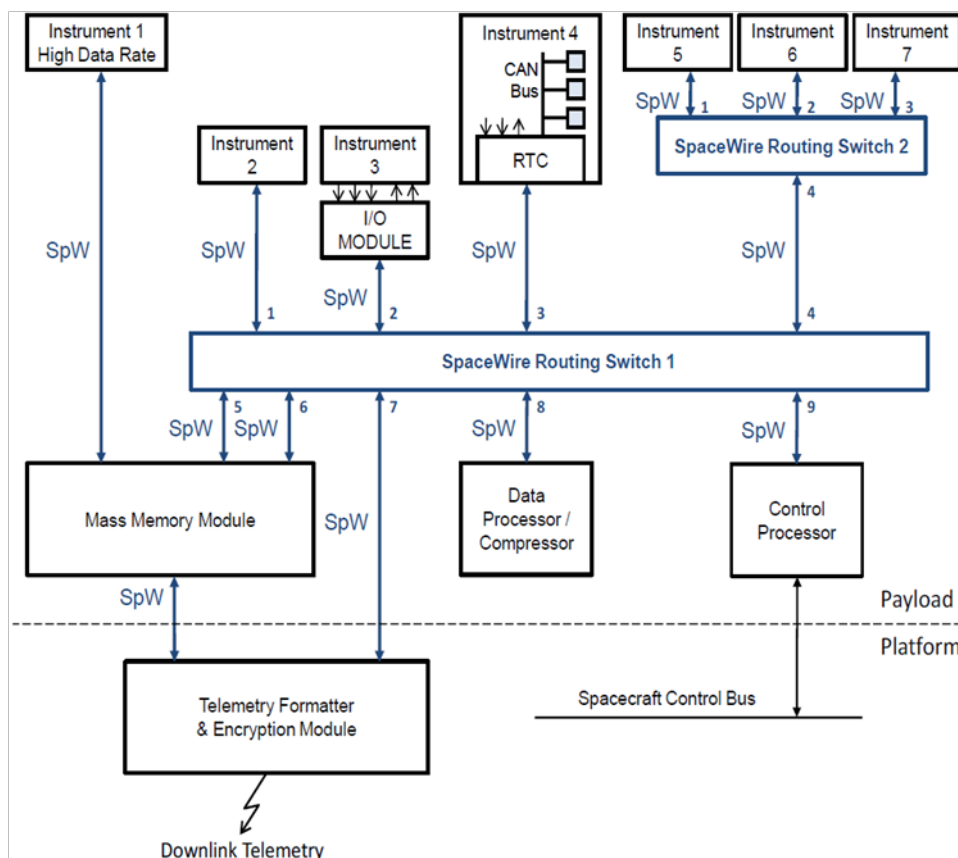 Instrument 1
High Data Rate
Instrument 4
CAN
Bus
RTC
Instrument
5
Instrument
6
Instrument
7
SpW
1
SpW
2
SpW
3
SpaceWire Routing Switch 2
4
Instrument
2
Instrument
3
I/O
MODULE
SpW
SpW
SpW
SpW
SpW
1
2
3
4
SpaceWire Routing Switch 1
5
6
7
8
9
SpW
SpW
SpW
SpW
SpW
Mass Memory Module
Data
Processor /
Compressor
Control
Processor
SpW
Payload
Platform
Telemetry Formatter
& Encryption Module
Spacecraft Control Bus
Downlink Telemetry